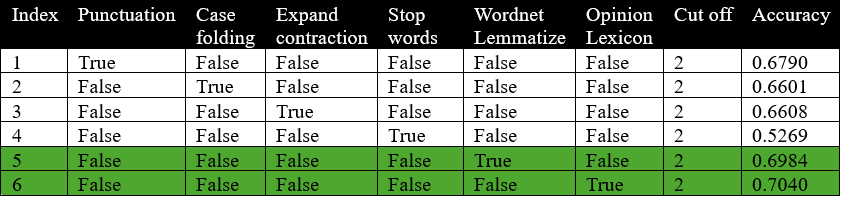 Index Punctuation Case folding Expand contraction Stop words Wordnet Lemmatize Opinion Lexicon Cut off Accuracy
1 True False False False False False 2 0.6790
2 False True False False False False 2 0.6601
3 False False True False False False 2 0.6608
4 False False False True False False 2 0.5269
5 False False False False True False 2 0.6984
6 False False False False False True 2 0.7040